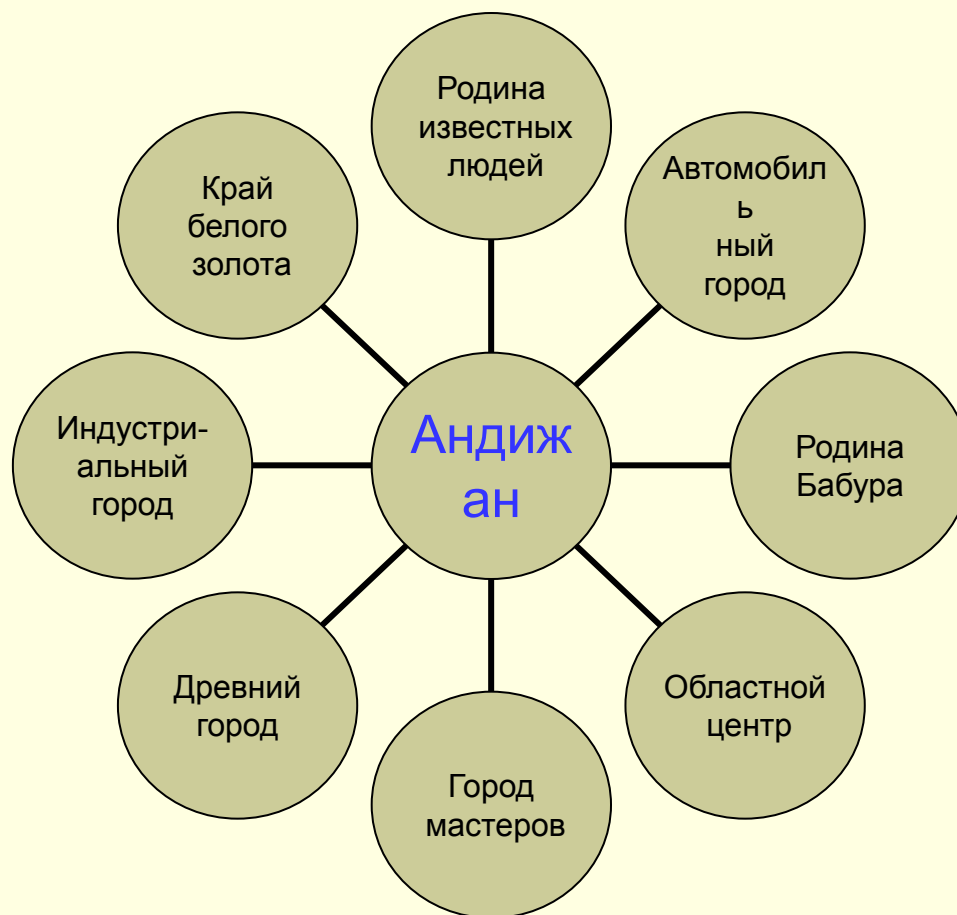 Родина
известных
людей
Автомобил
ь
ный
город
Край
белого
золота
Индустри-
альный
город
Андиж
ан
Родина
Бабура
Древний
город
Областной
центр
Город
мастеров